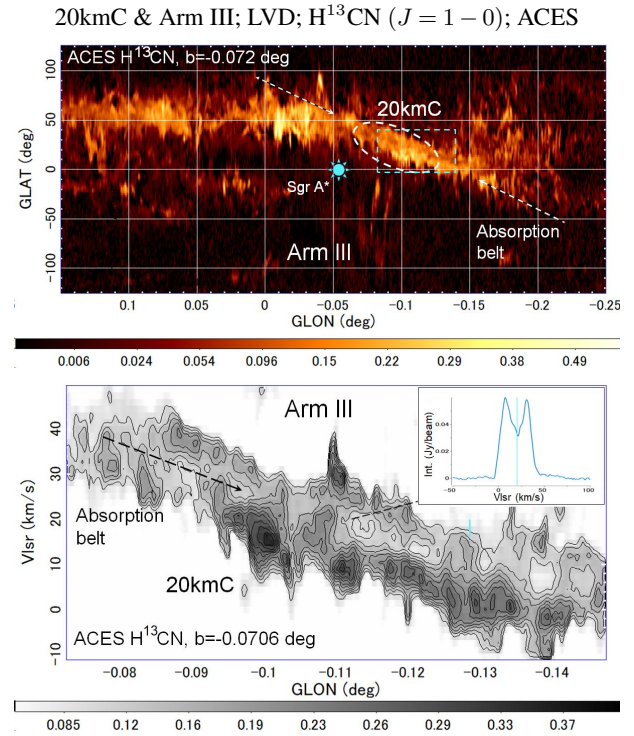 20kmC & Arm III; LVD; H¹³CN (J = 1 − 0); ACES
ACES H¹³CN, b=-0.072 deg
20kmC
Sgr A*
Arm III
Absorption
belt
GLAT (deg)
100
50
0
−50
−100
0.1
0.05
0
−0.05
−0.1
−0.15
−0.2
−0.25
GLON (deg)
0.006
0.024
0.054
0.096
0.15
0.22
0.29
0.38
0.49
Arm III
Absorption
belt
20kmC
ACES H¹³CN, b=-0.0706 deg
Vlsr (km/s)
40
30
20
10
0
−10
Int. (Jy/beam)
0.04
0
−50
0
50
100
Vlsr (km/s)
−0.08
−0.09
−0.1
−0.11
−0.12
−0.13
−0.14
GLON (deg)
0.085
0.12
0.16
0.19
0.23
0.26
0.29
0.33
0.37